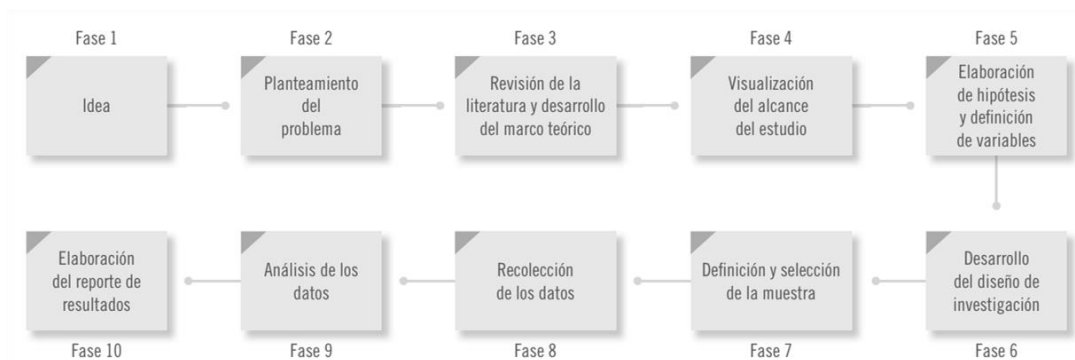 Fase 1
Idea
Fase 2
Planteamiento
del
problema
Fase 3
Revisión de la
literatura y desarrollo
del marco teórico
Fase 4
Visualización
del alcance
del estudio
Fase 5
Elaboración
de hipótesis
y definición
de variables
Desarrollo
del diseño de
investigación
Fase 6
Definición y selección
de la muestra
Fase 7
Recolección
de los datos
Fase 8
Análisis de los
datos
Fase 9
Elaboración
del reporte de
resultados
Fase 10